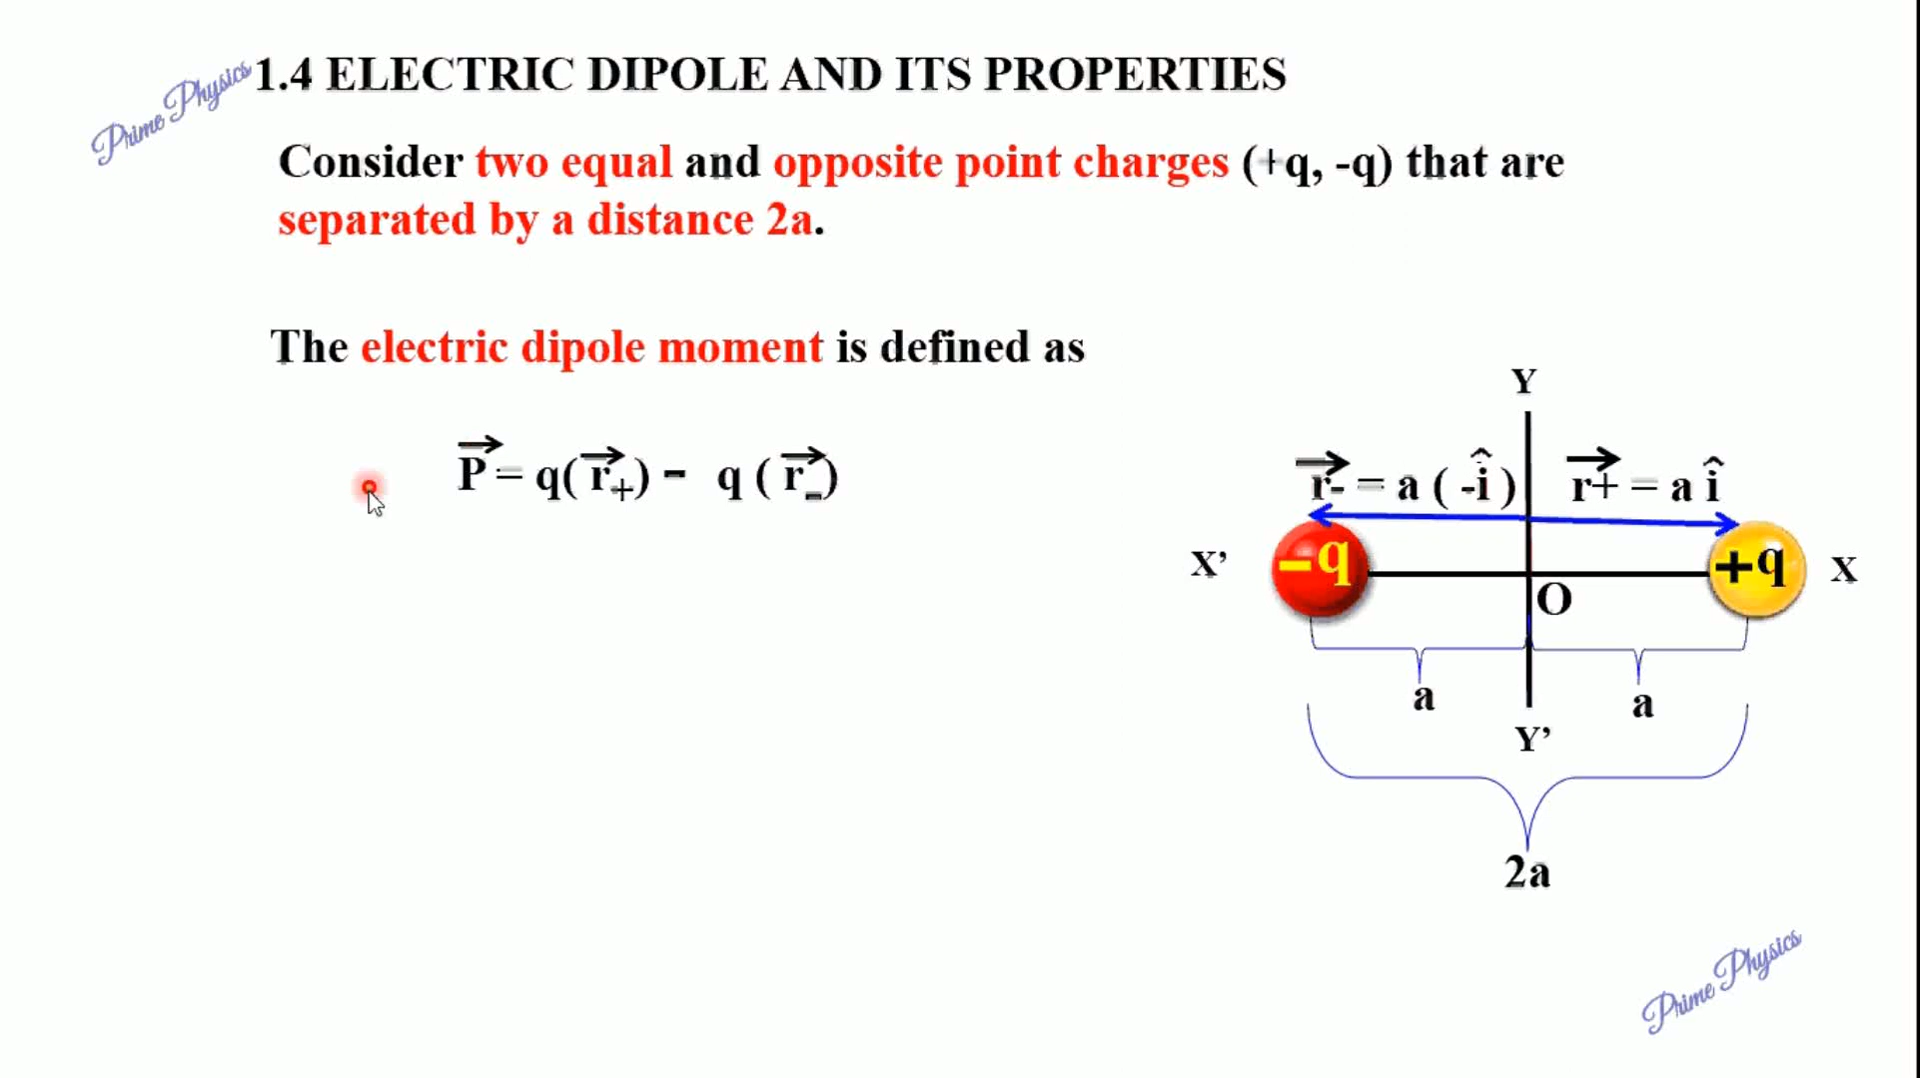 Prime Physics
1.4 ELECTRIC DIPOLE AND ITS PROPERTIES
Consider two equal and opposite point charges (+q, -q) that are
separated by a distance 2a.
The electric dipole moment is defined as
P⃗ = q( r⃗₊) - q ( r⃗₋)
Y
r⃗- = a ( -î )
r⃗+ = a î
X’
–q
+q
X
O
a
a
Y’
2a
Prime Physics